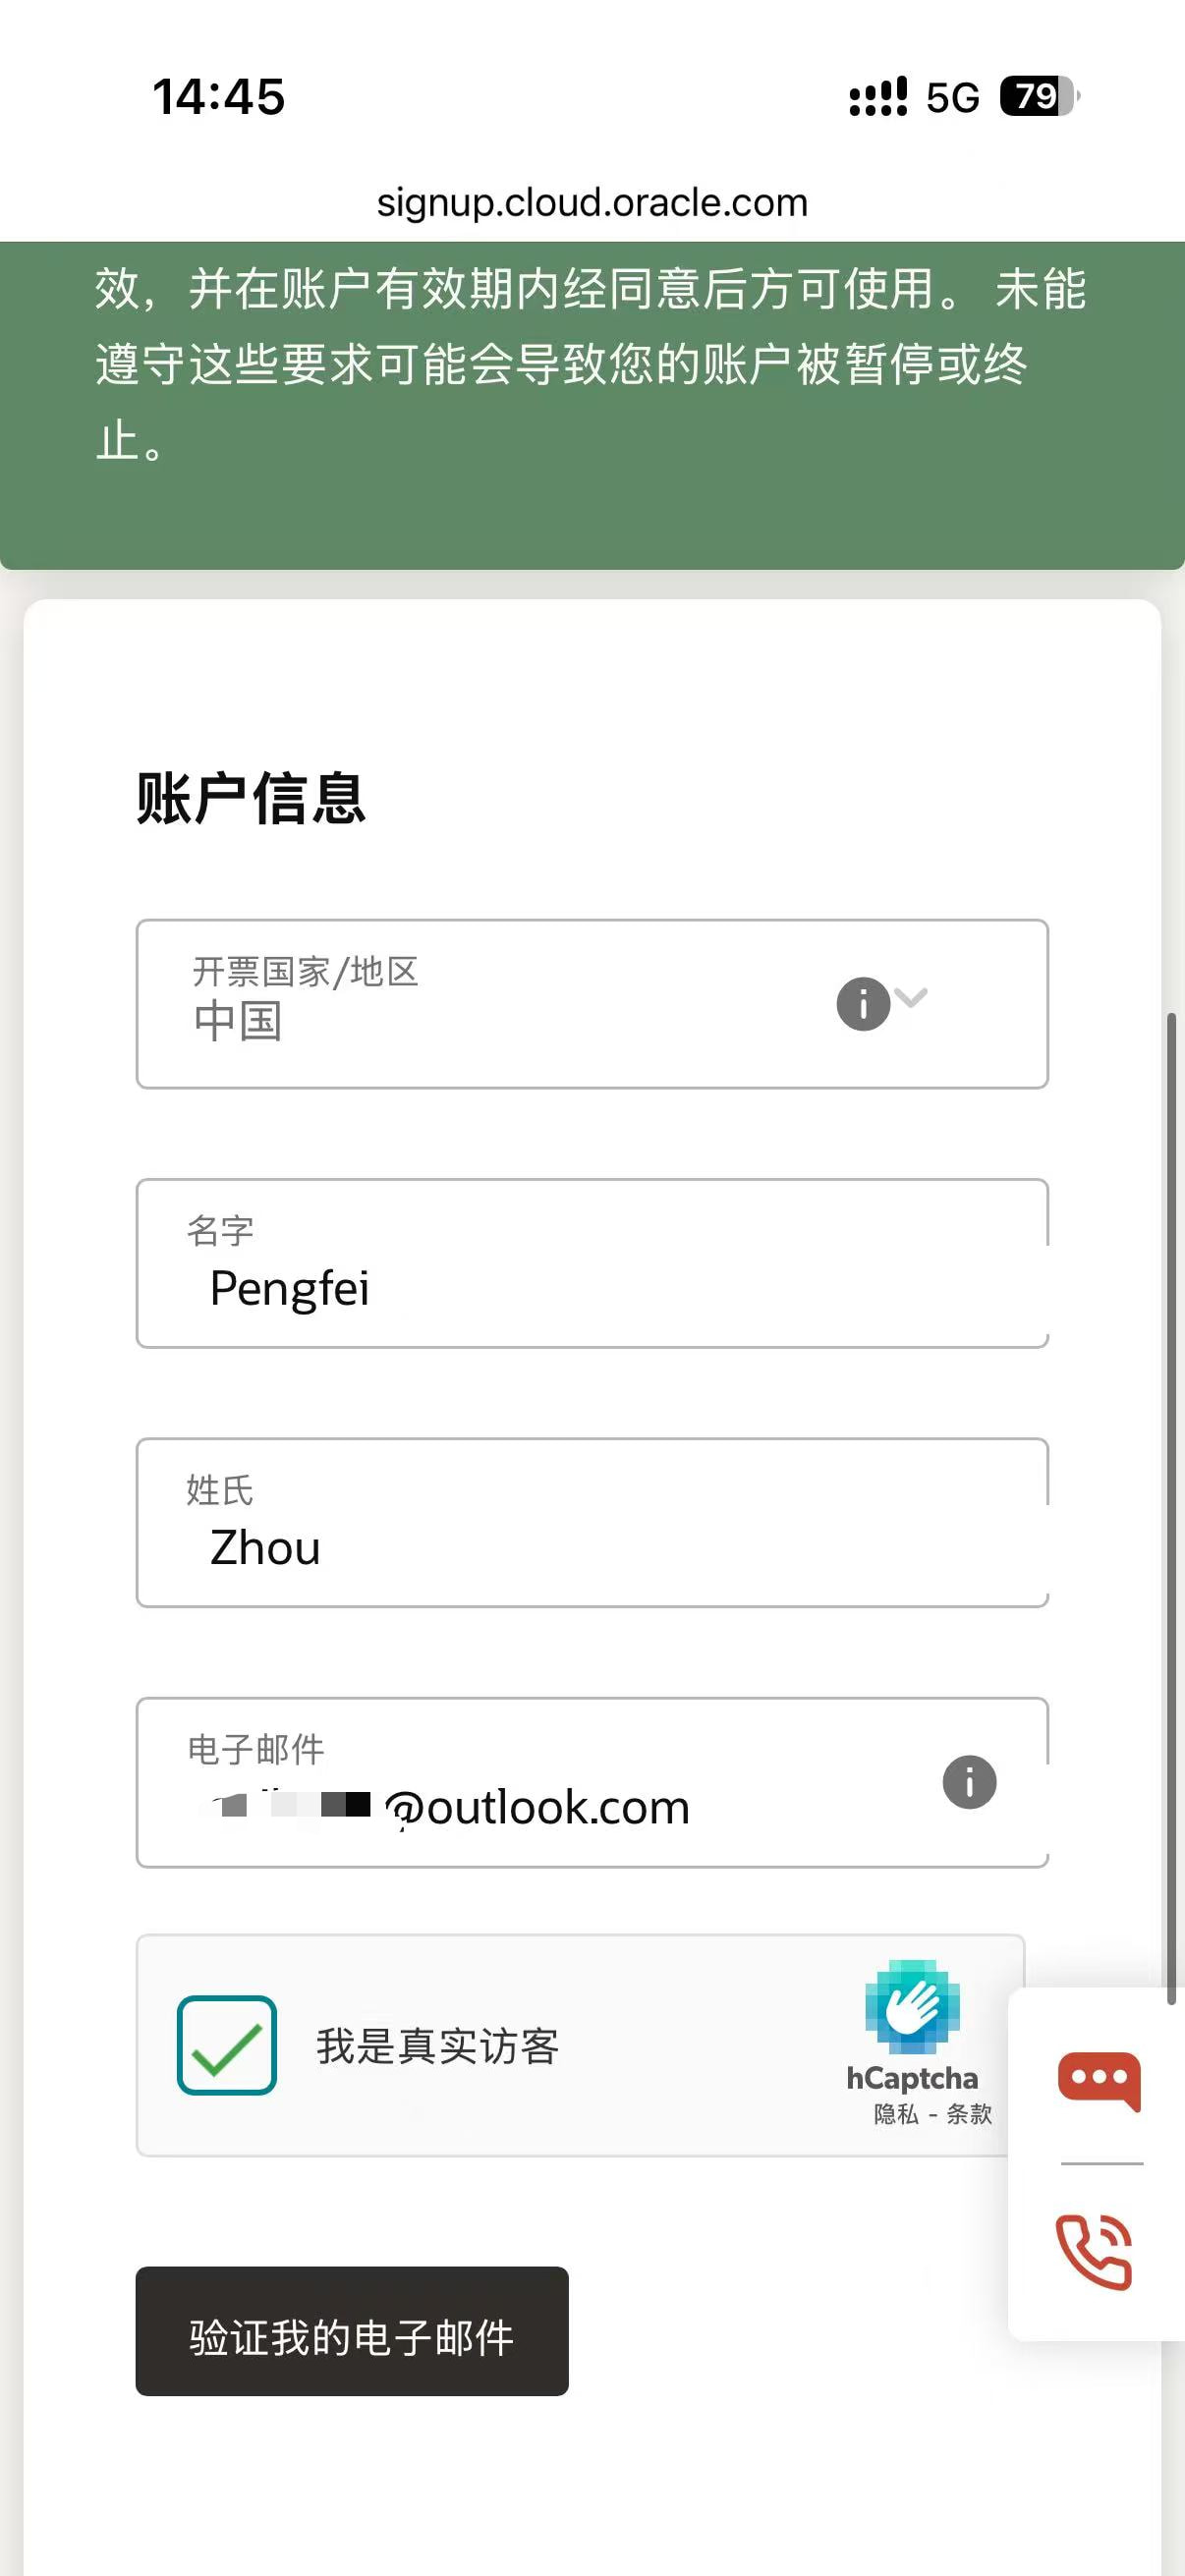 14:45
5G 79
signup.cloud.oracle.com
效，并在账户有效期内经同意后方可使用。 未能
遵守这些要求可能会导致您的账户被暂停或终
止。
账户信息
开票国家/地区
中国
名字
Pengfei
姓氏
Zhou
电子邮件
@outlook.com
我是真实访客
hCaptcha
隐私 - 条款
验证我的电子邮件